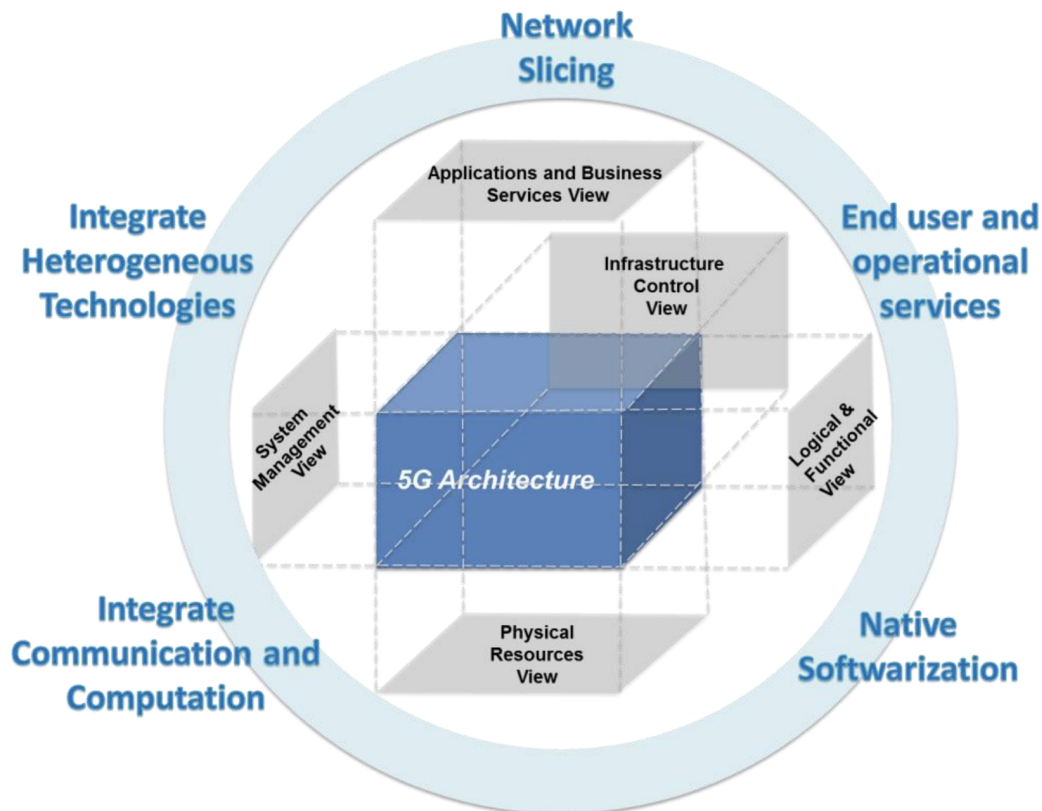 Network
Slicing
Applications and Business
Services View
Integrate
Heterogeneous
Technologies
End user and
operational
services
Infrastructure
Control
View
System
Management
View
Logical &
Functional
View
5G Architecture
Integrate
Communication and
Computation
Physical
Resources
View
Native
Softwarization